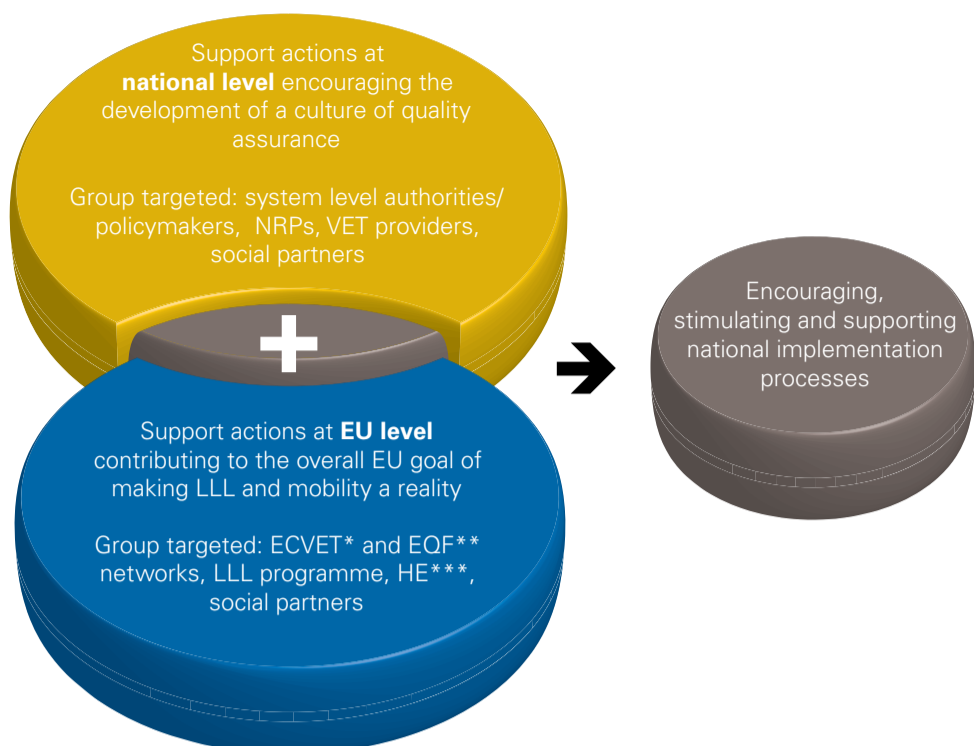 Support actions at
national level encouraging the
development of a culture of quality
assurance
Group targeted: system level authorities/
policymakers, NRPs, VET providers,
social partners
+
Support actions at EU level
contributing to the overall EU goal of
making LLL and mobility a reality
Group targeted: ECVET* and EQF**
networks, LLL programme, HE***,
social partners
Encouraging,
stimulating and supporting
national implementation
processes